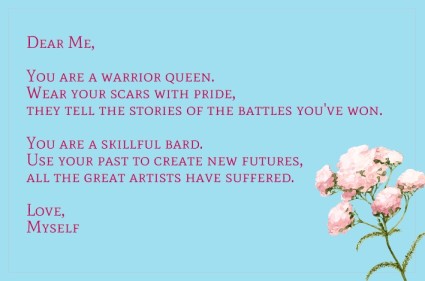 Dear Me,
You are a warrior queen.
Wear your scars with pride,
they tell the stories of the battles you've won.
You are a skillful bard.
Use your past to create new futures,
all the great artists have suffered.
Love,
Myself